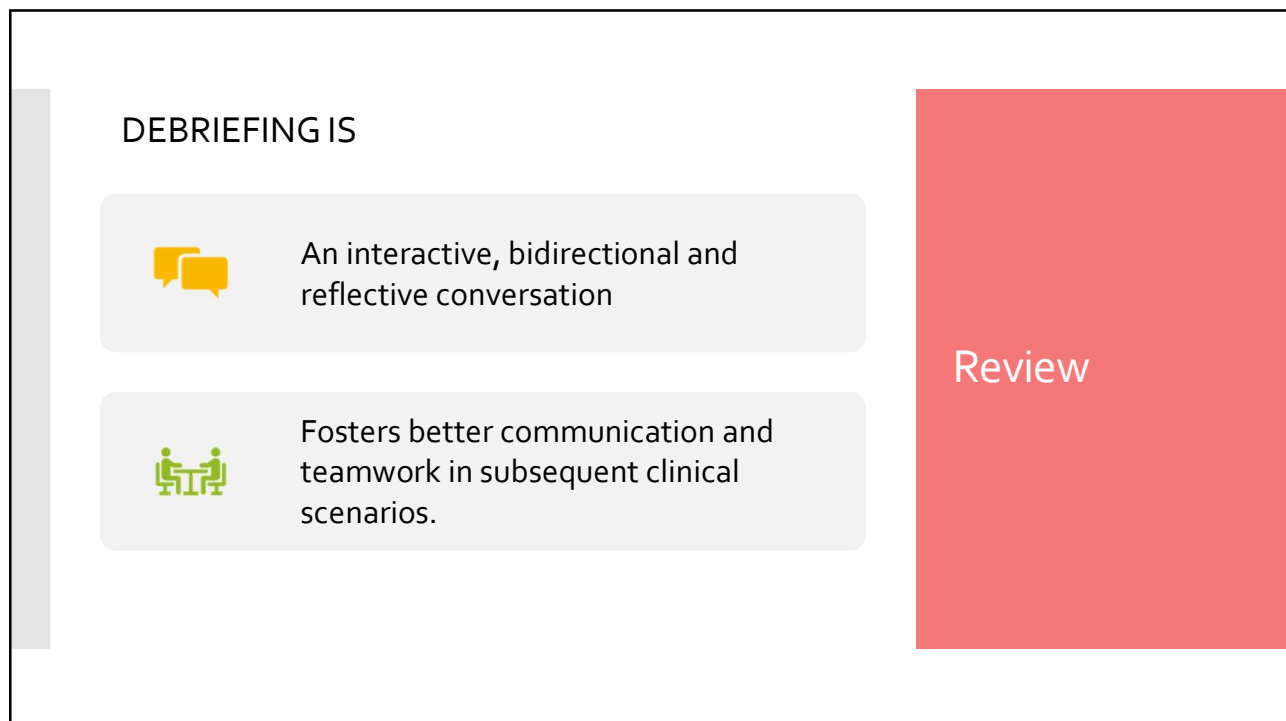 DEBRIEFING IS
An interactive, bidirectional and
reflective conversation
Fosters better communication and
teamwork in subsequent clinical
scenarios.
Review